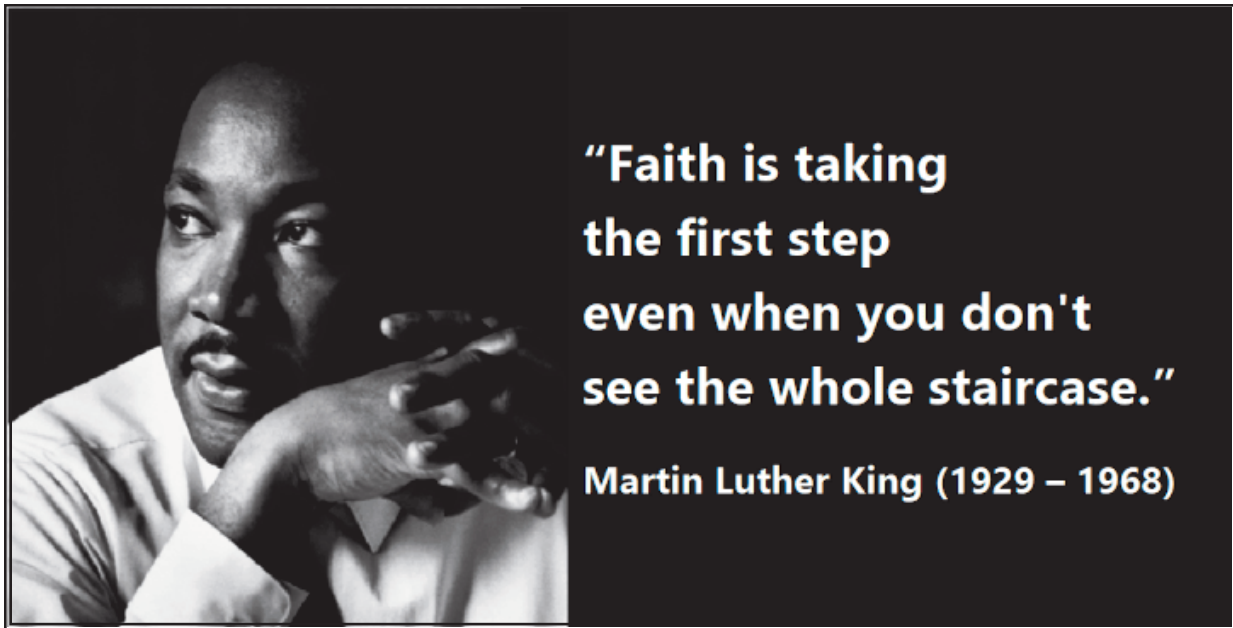 “Faith is taking
the first step
even when you don't
see the whole staircase.”
Martin Luther King (1929 – 1968)